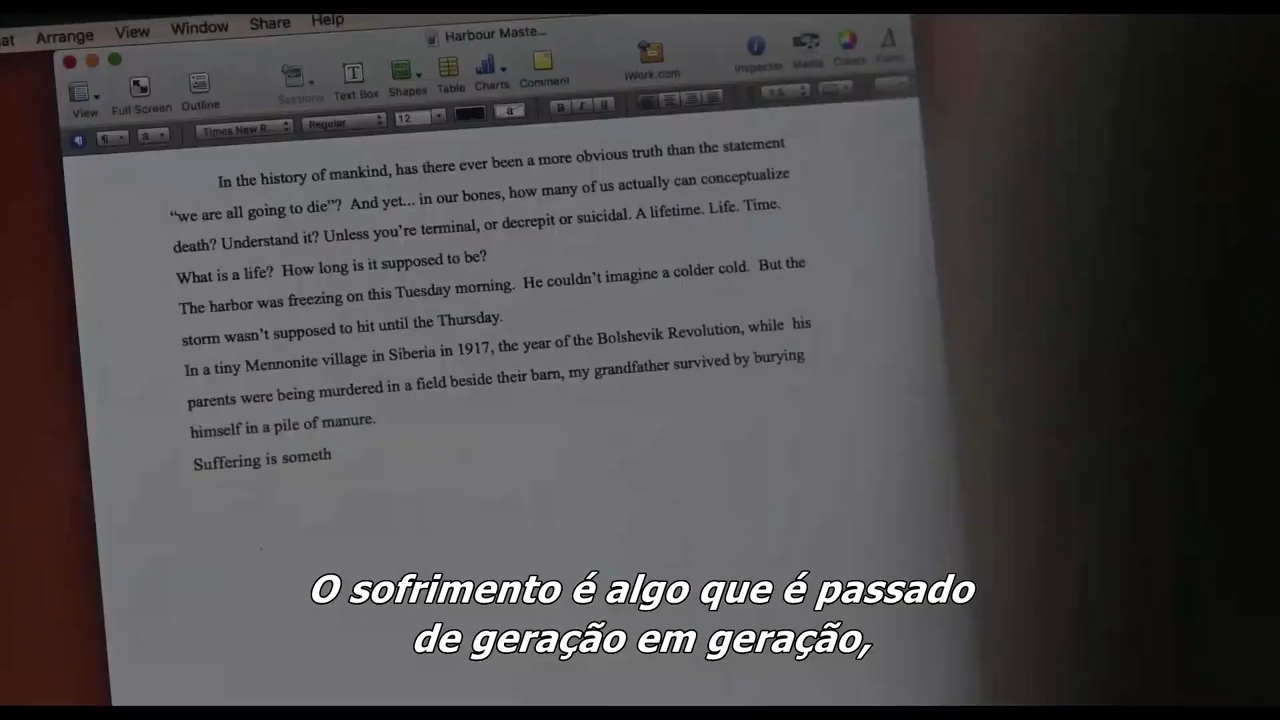 at Arrange View Window Share Help
Harbour Maste...
View Full Screen Outline Sections Text Box Shapes Table Charts Comment iWork.com Inspector Media Colors Fonts
¶ a Times New R Regular 12 a B I U
In the history of mankind, has there ever been a more obvious truth than the statement
“we are all going to die”? And yet... in our bones, how many of us actually can conceptualize
death? Understand it? Unless you’re terminal, or decrepit or suicidal. A lifetime. Life. Time.
What is a life? How long is it supposed to be?
The harbor was freezing on this Tuesday morning. He couldn’t imagine a colder cold. But the
storm wasn’t supposed to hit until the Thursday.
In a tiny Mennonite village in Siberia in 1917, the year of the Bolshevik Revolution, while his
parents were being murdered in a field beside their barn, my grandfather survived by burying
himself in a pile of manure.
Suffering is someth
O sofrimento é algo que é passado
de geração em geração,